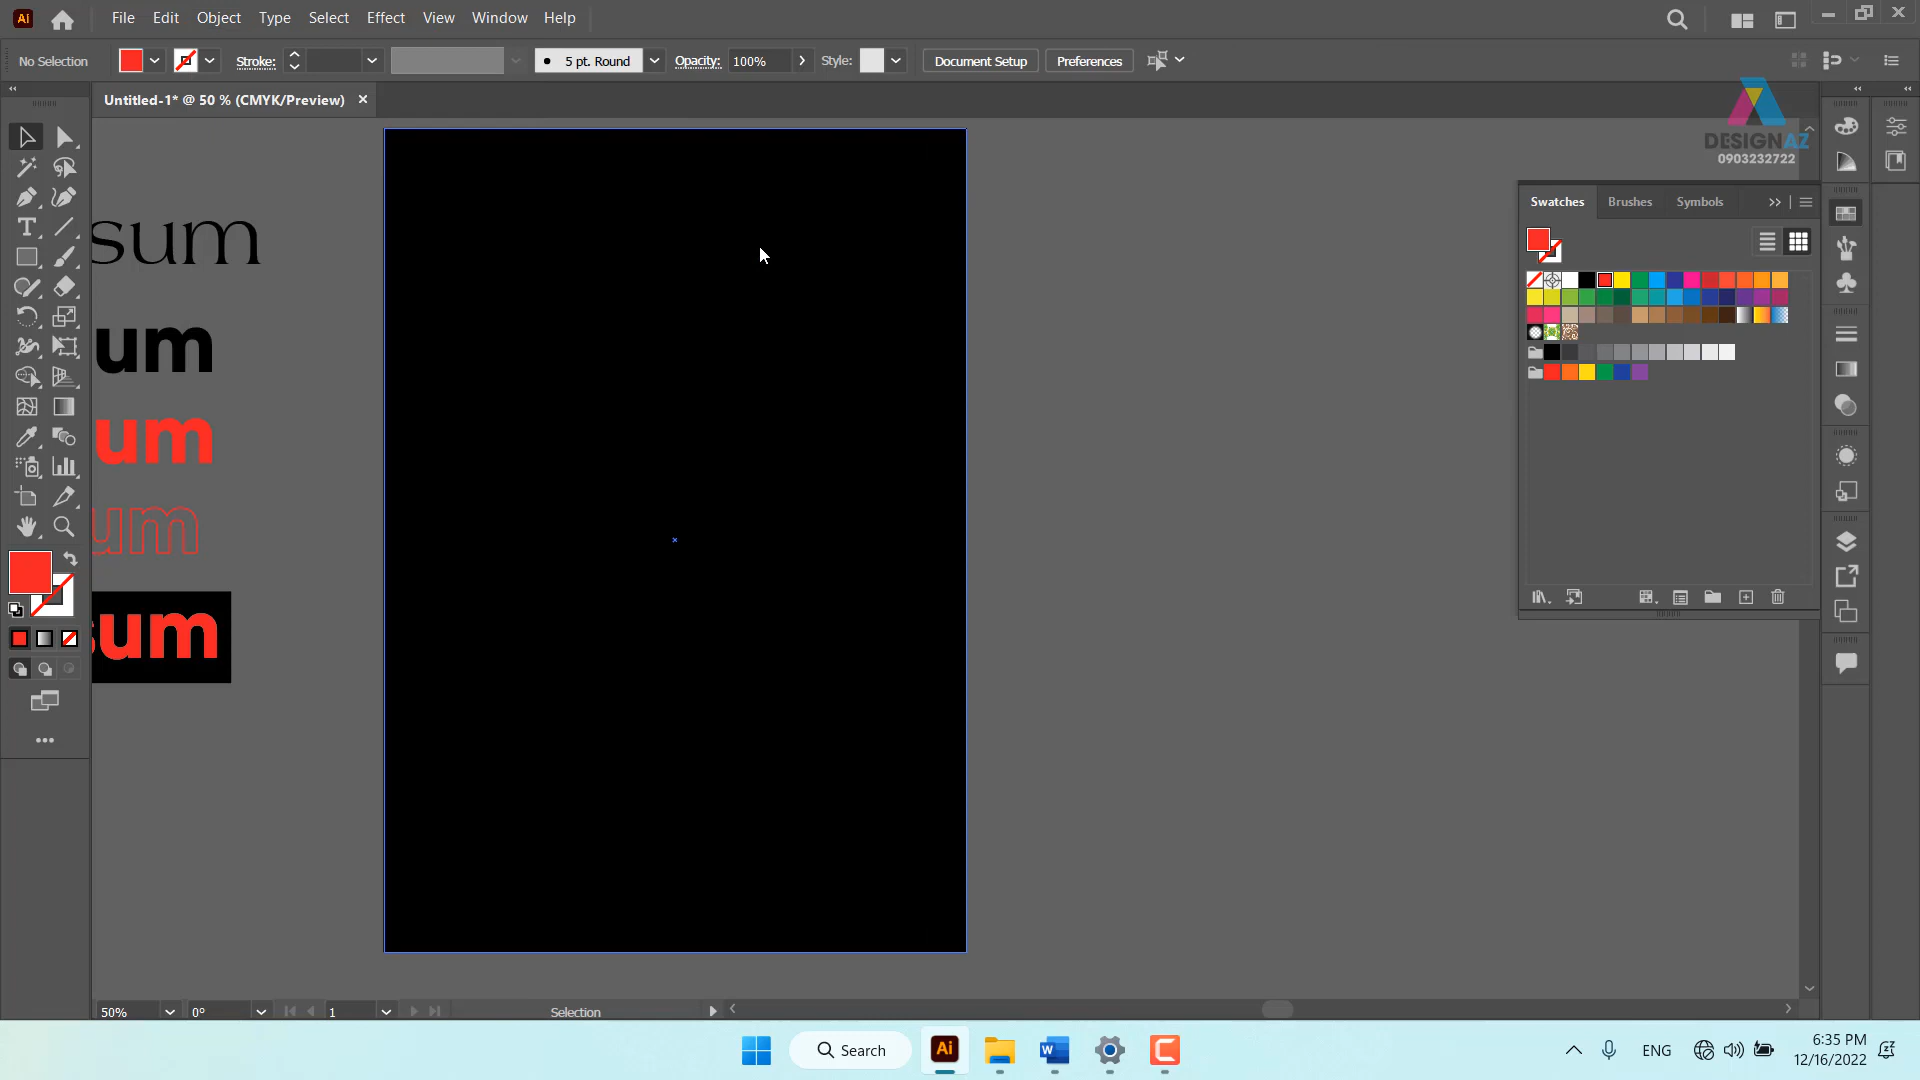 Ai File Edit Object Type Select Effect View Window Help
No Selection Stroke: 5 pt. Round Opacity: 100% Style: Document Setup Preferences
Untitled-1* @ 50 % (CMYK/Preview) ×
DESIGNAZ
0903232722
Swatches Brushes Symbols
sum
um
um
um
sum
50% 0° 1 Selection
Search Ai W C ENG 6:35 PM
12/16/2022